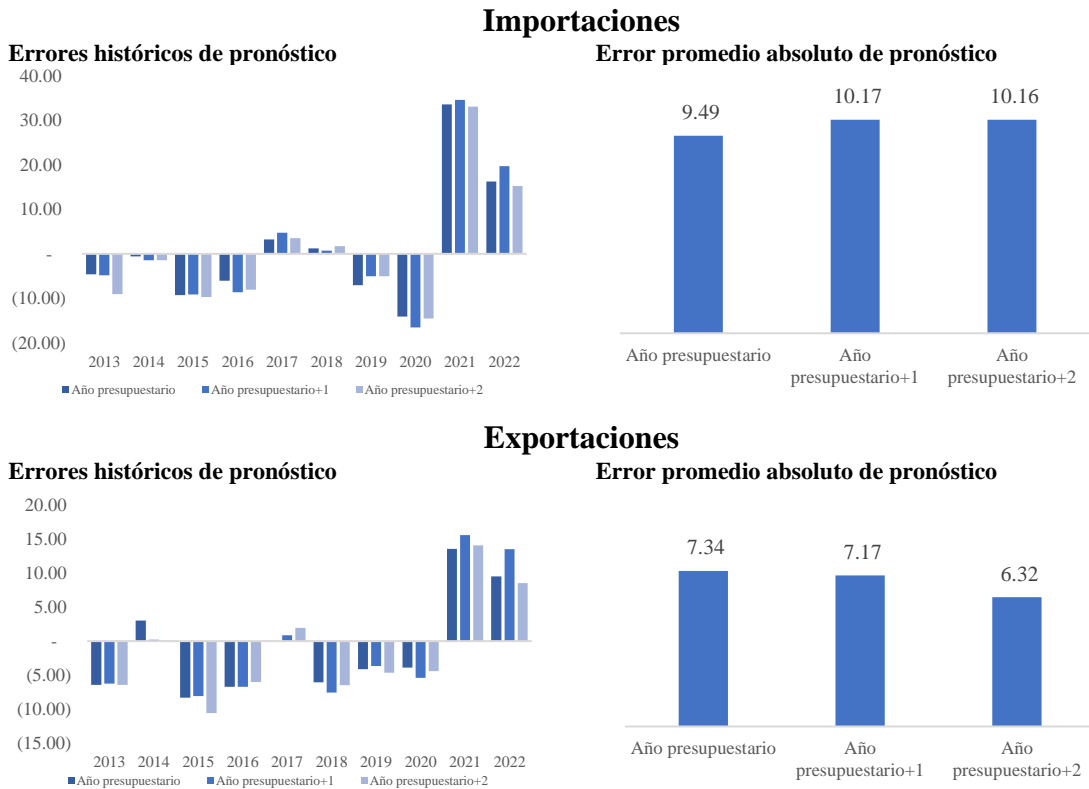 Importaciones
Errores históricos de pronóstico
40.00
30.00
20.00
10.00
-
(10.00)
(20.00)
2013 2014 2015 2016 2017 2018 2019 2020 2021 2022
Año presupuestario Año presupuestario+1 Año presupuestario+2
Error promedio absoluto de pronóstico
9.49
10.17
10.16
Año presupuestario
Año
presupuestario+1
Año
presupuestario+2
Exportaciones
Errores históricos de pronóstico
20.00
15.00
10.00
5.00
-
(5.00)
(10.00)
(15.00)
2013 2014 2015 2016 2017 2018 2019 2020 2021 2022
Año presupuestario Año presupuestario+1 Año presupuestario+2
Error promedio absoluto de pronóstico
7.34
7.17
6.32
Año presupuestario
Año
presupuestario+1
Año
presupuestario+2